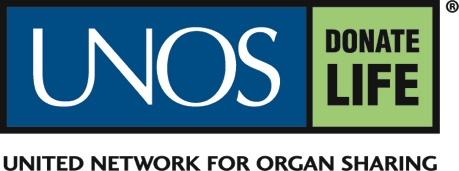 UNOS
DONATE
LIFE
®
UNITED NETWORK FOR ORGAN SHARING